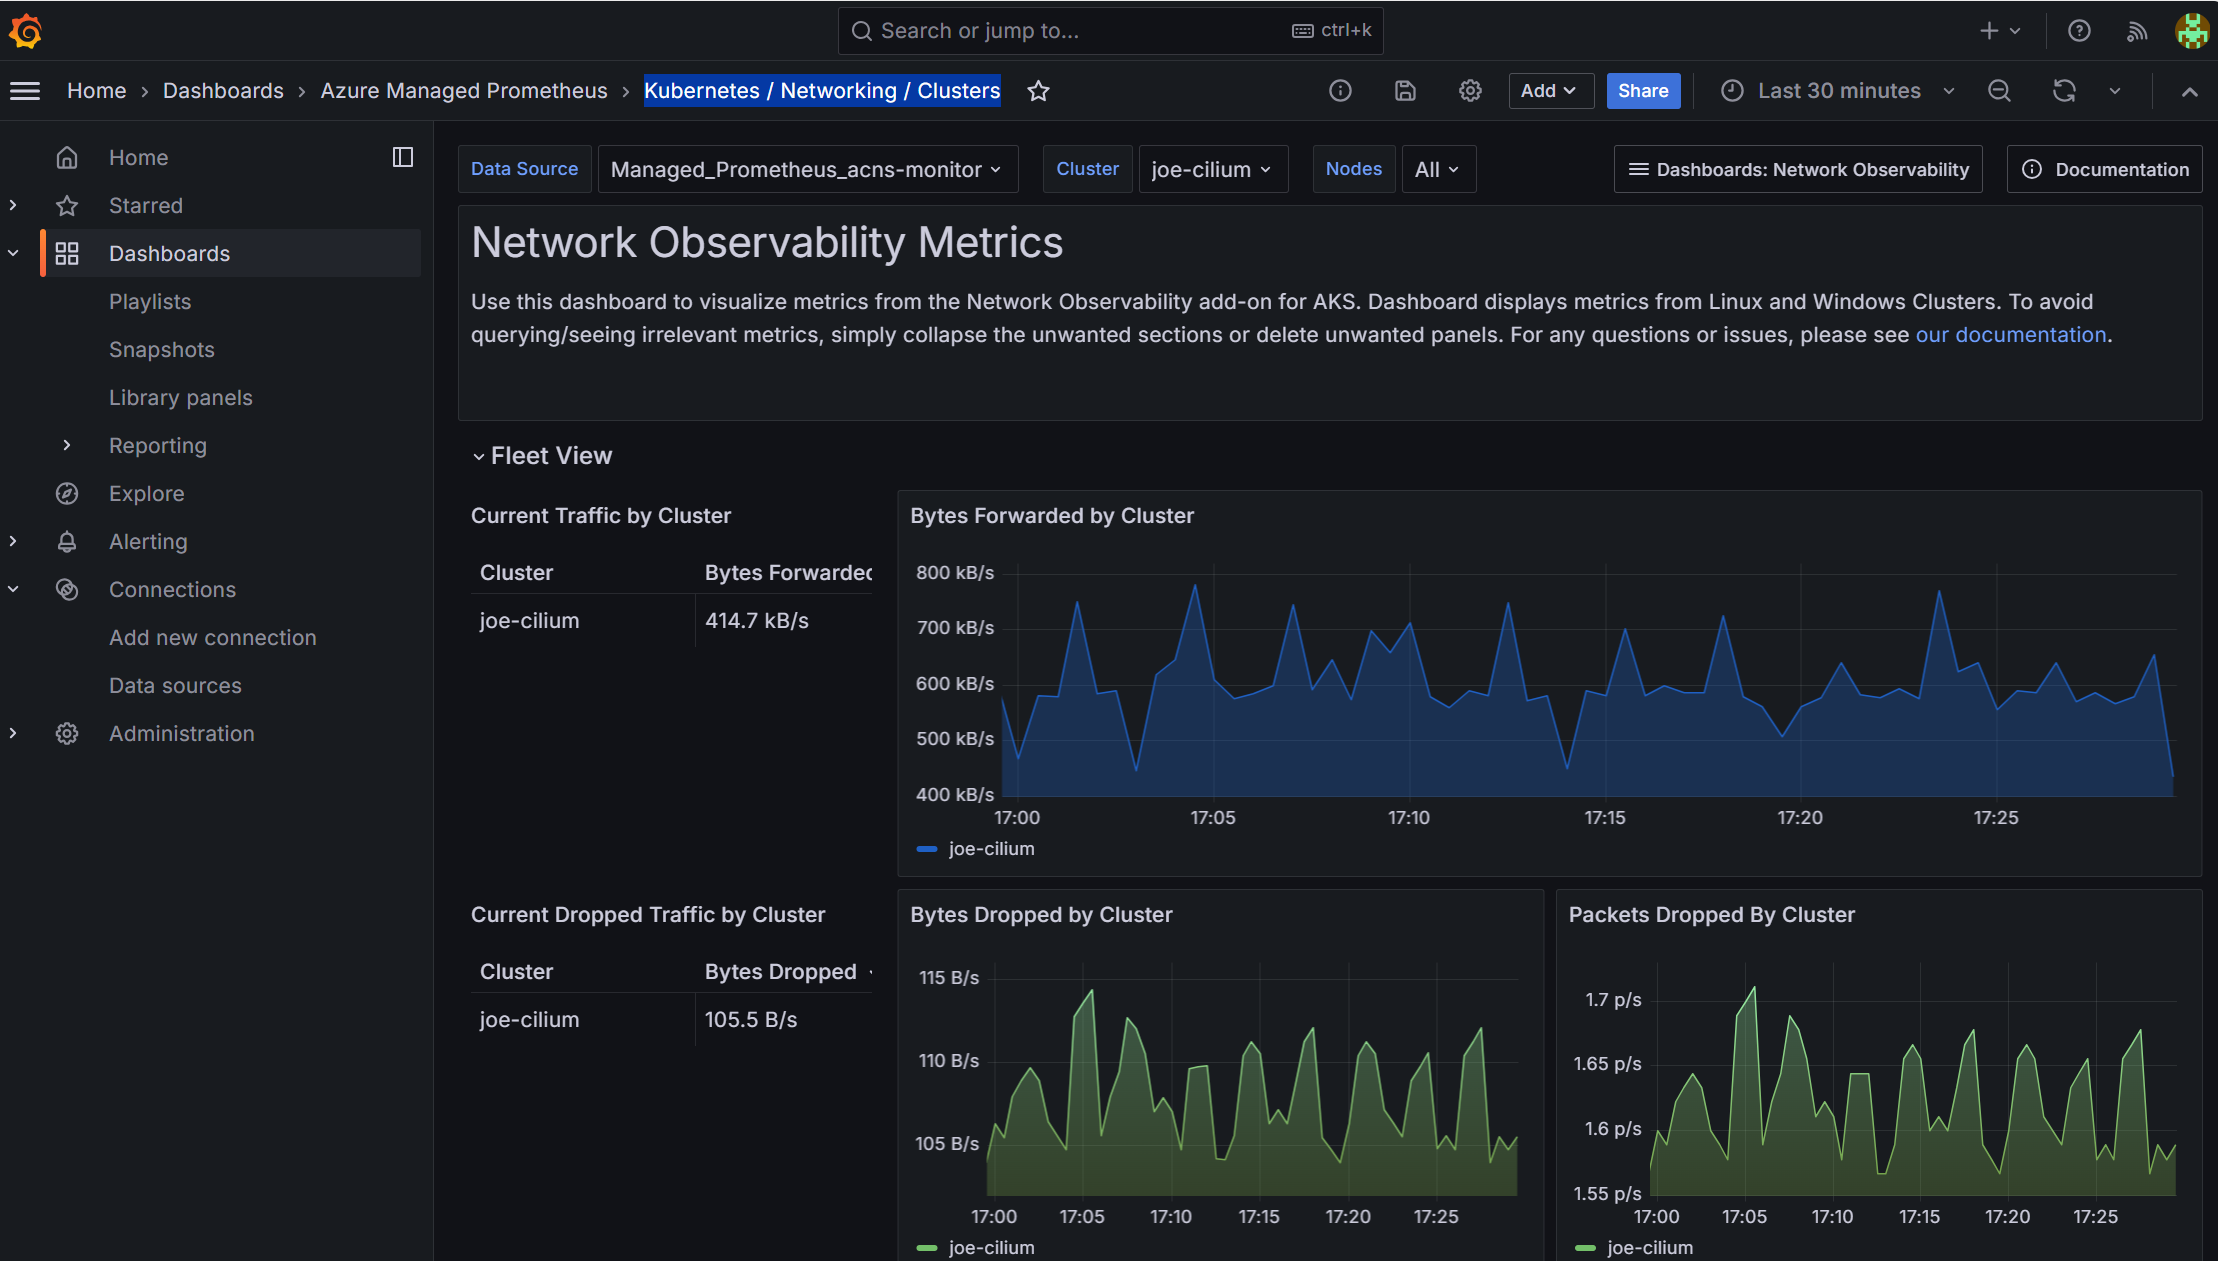 Search or jump to...
ctrl+k
Home
Dashboards
Azure Managed Prometheus
Kubernetes / Networking / Clusters
Add
Share
Last 30 minutes
Home
Starred
Dashboards
Playlists
Snapshots
Library panels
Reporting
Explore
Alerting
Connections
Add new connection
Data sources
Administration
Data Source
Managed_Prometheus_acns-monitor
Cluster
joe-cilium
Nodes
All
Dashboards: Network Observability
Documentation
Network Observability Metrics
Use this dashboard to visualize metrics from the Network Observability add-on for AKS. Dashboard displays metrics from Linux and Windows Clusters. To avoid
querying/seeing irrelevant metrics, simply collapse the unwanted sections or delete unwanted panels. For any questions or issues, please see our documentation.
Fleet View
Current Traffic by Cluster
Cluster
Bytes Forwarded
joe-cilium
414.7 kB/s
Bytes Forwarded by Cluster
800 kB/s
700 kB/s
600 kB/s
500 kB/s
400 kB/s
17:00
17:05
17:10
17:15
17:20
17:25
joe-cilium
Current Dropped Traffic by Cluster
Cluster
Bytes Dropped
joe-cilium
105.5 B/s
Bytes Dropped by Cluster
115 B/s
110 B/s
105 B/s
17:00
17:05
17:10
17:15
17:20
17:25
joe-cilium
Packets Dropped By Cluster
1.7 p/s
1.65 p/s
1.6 p/s
1.55 p/s
17:00
17:05
17:10
17:15
17:20
17:25
joe-cilium